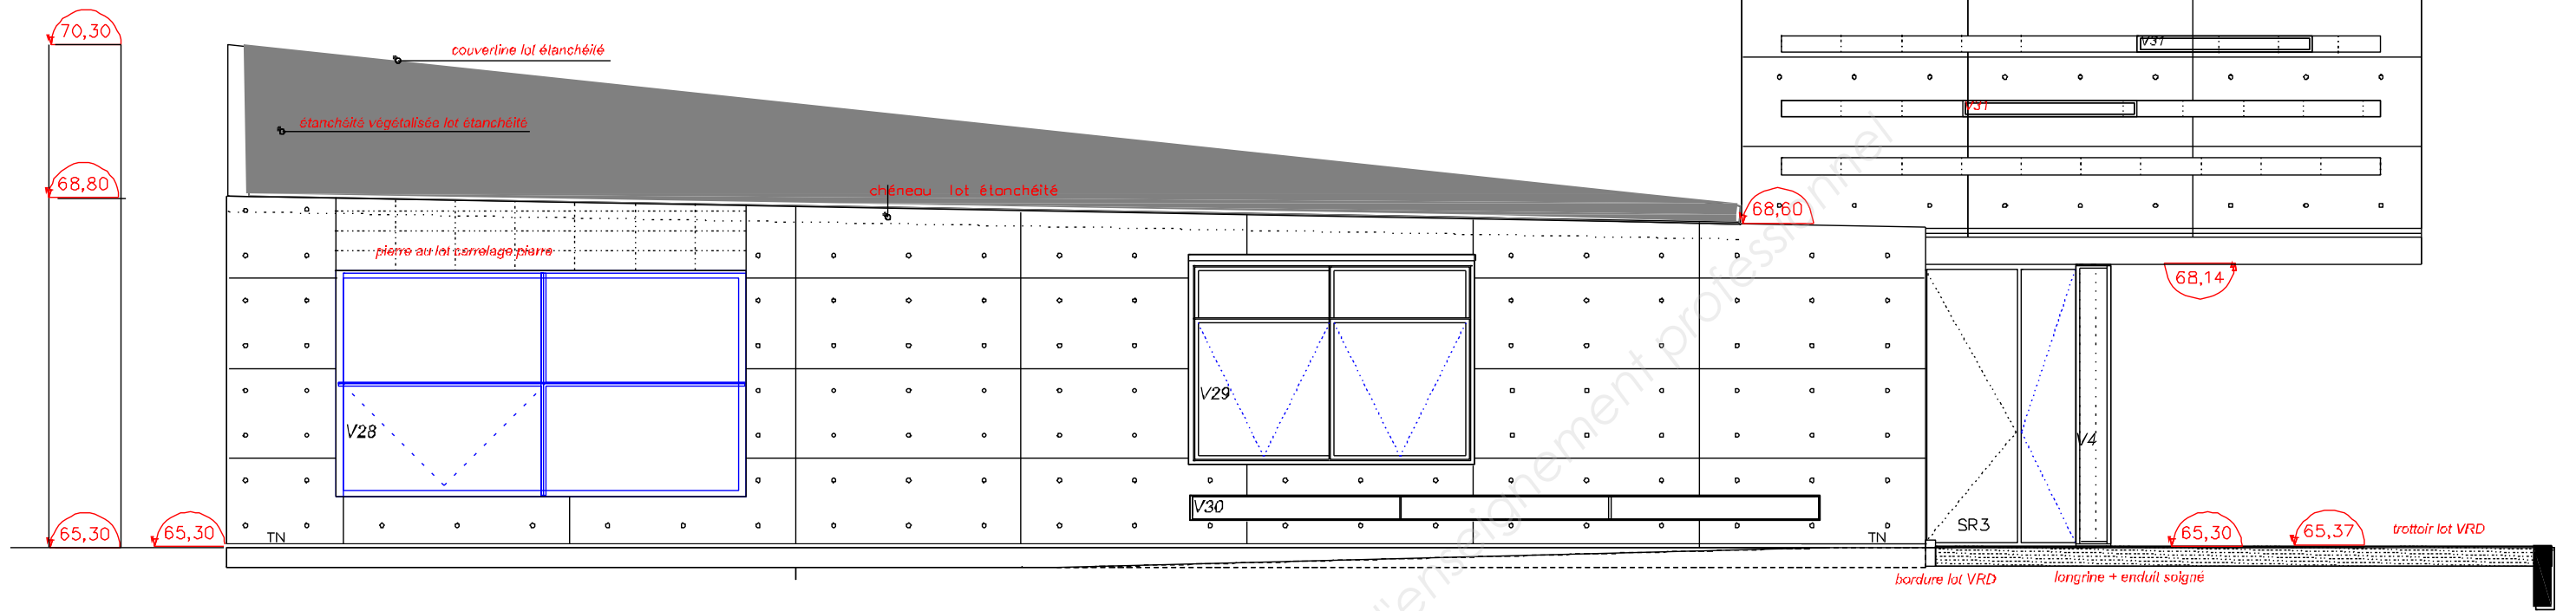 70,30
couverline lot étanchéité
V31
V31
étanchéité végétalisée lot étanchéité
68,80
chéneau lot étanchéité
68,60
pierre au lot carrelage pierre
68,14
V29
V28
V4
V30
SR3
65,30
65,30
TN
TN
65,30
65,37
trottoir lot VRD
bordure lot VRD
longrine + enduit soigné
l'enseignement professionnel